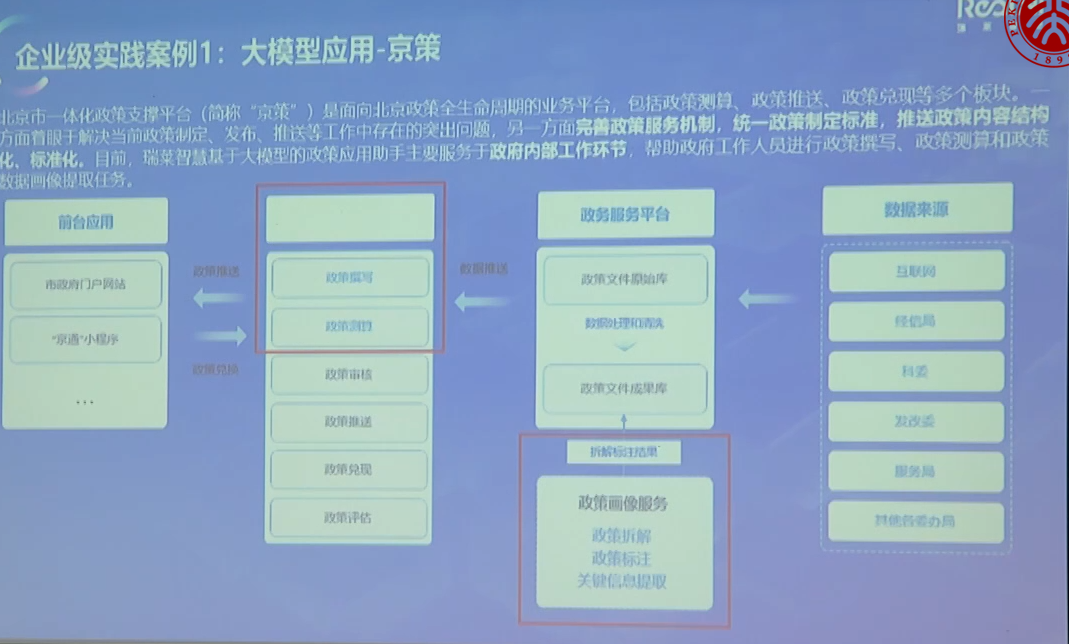 企业级实践案例1：大模型应用-京策
北京市一体化政策支撑平台（简称“京策”）是面向北京政策全生命周期的业务平台，包括政策测算、政策推送、政策兑现等多个板块。一
方面着眼于解决当前政策制定、发布、推送等工作中存在的突出问题，另一方面完善政策服务机制，统一政策制定标准，推送政策内容结构
化、标准化。目前，瑞莱智慧基于大模型的政策应用助手主要服务于政府内部工作环节，帮助政府工作人员进行政策撰写、政策测算和政策
数据画像提取任务。
前台应用
市政府门户网站
“京通”小程序
...
政策推送
政策兑换
政策撰写
政策测算
政策审核
政策推送
政策兑现
政策评估
数据推送
政务服务平台
政策文件原始库
数据处理和清洗
政策文件成果库
拆解标注结果
政策画像服务
政策拆解
政策标注
关键信息提取
数据来源
互联网
经信局
科委
发改委
服务局
其他各委办局